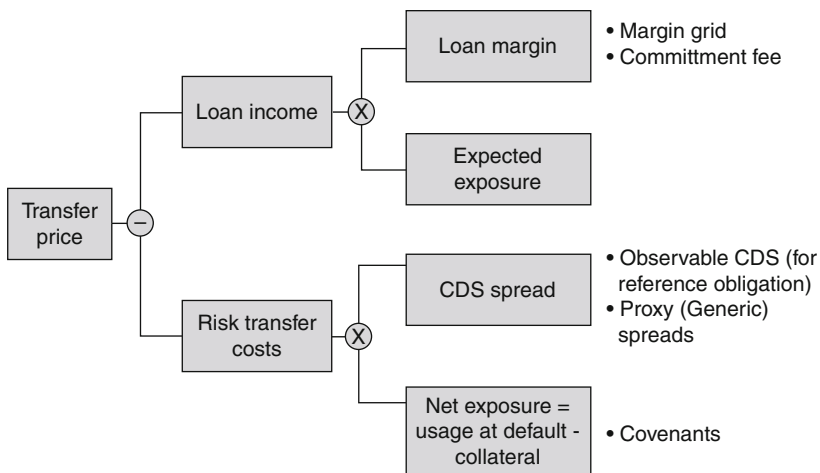 Loan margin
• Margin grid
• Committment fee
Loan income
X
Expected
exposure
Transfer
price
–
CDS spread
• Observable CDS (for
reference obligation)
• Proxy (Generic)
spreads
Risk transfer
costs
X
Net exposure =
usage at default -
collateral
• Covenants